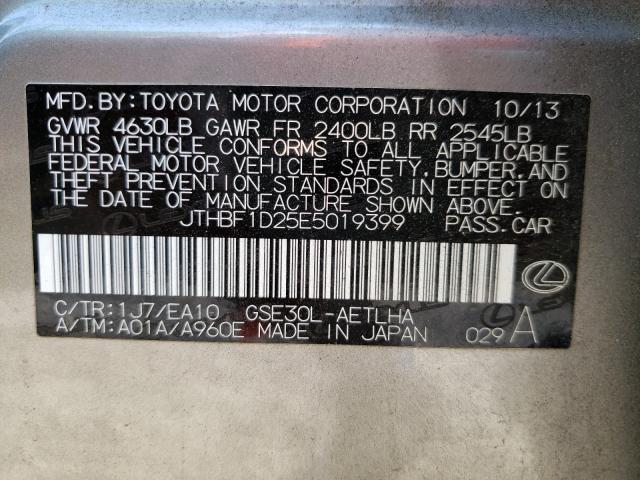 MFD.BY:TOYOTA MOTOR CORPORATION 10/13
GVWR 4630LB GAWR FR 2400LB RR 2545LB
THIS VEHICLE CONFORMS TO ALL APPLICABLE
FEDERAL MOTOR VEHICLE SAFETY,BUMPER,AND
THEFT PREVENTION STANDARDS IN EFFECT ON
THE DATE OF MANUFACTURE SHOWN ABOVE.
JTHBF1D25E5019399 PASS.CAR
C/TR:1J7/EA10 GSE30L-AETLHA
A/TM:A01A/A960E MADE IN JAPAN 029 A